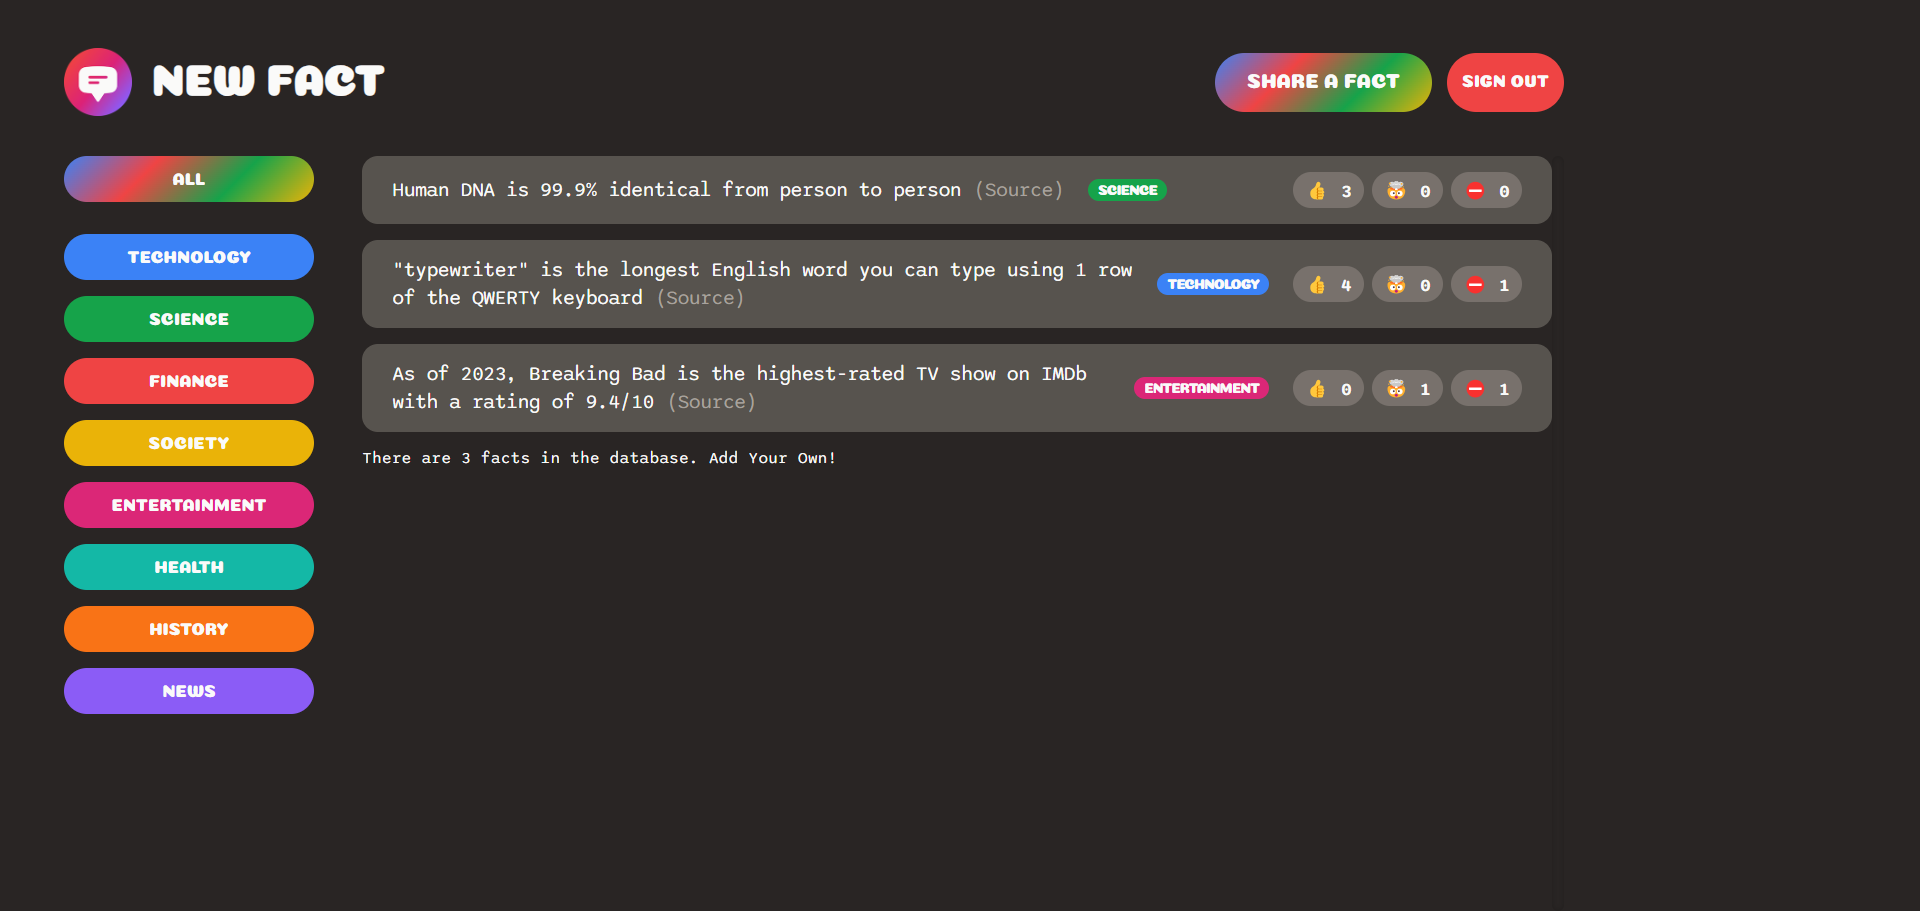 NEW FACT
SHARE A FACT
SIGN OUT
ALL
TECHNOLOGY
SCIENCE
FINANCE
SOCIETY
ENTERTAINMENT
HEALTH
HISTORY
NEWS
Human DNA is 99.9% identical from person to person (Source) SCIENCE 3 0 0
"typewriter" is the longest English word you can type using 1 row
of the QWERTY keyboard (Source)
TECHNOLOGY 4 0 1
As of 2023, Breaking Bad is the highest-rated TV show on IMDb
with a rating of 9.4/10 (Source)
ENTERTAINMENT 0 1 1
There are 3 facts in the database. Add Your Own!